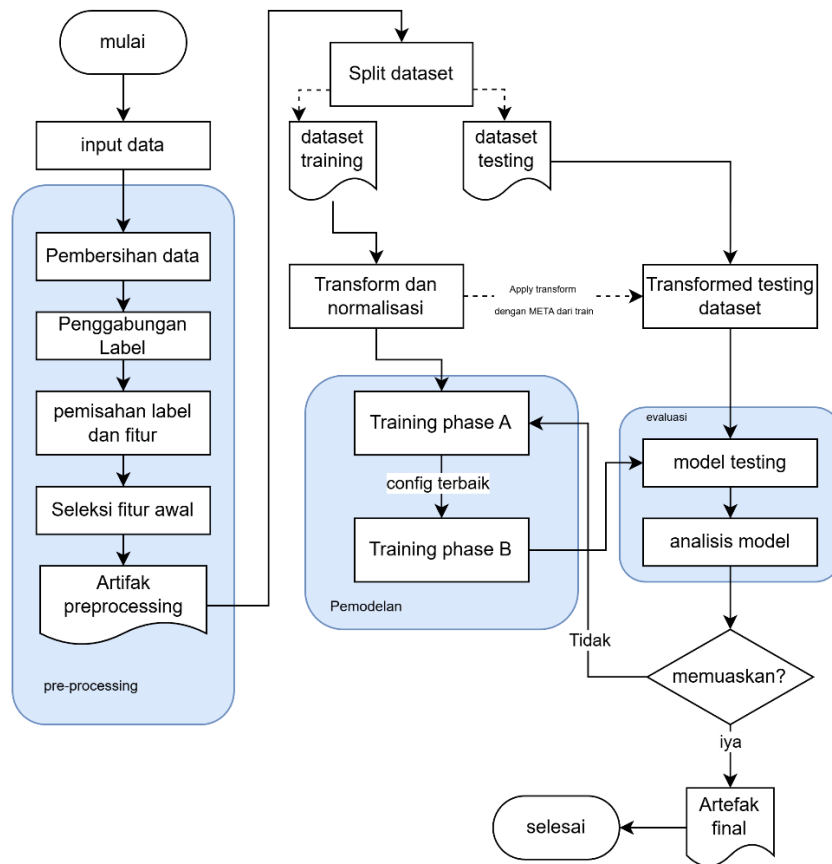 mulai
input data
Pembersihan data
Penggabungan
Label
pemisahan label
dan fitur
Seleksi fitur awal
Artifak
preprocessing
pre-processing
Split dataset
dataset
training
dataset
testing
Transform dan
normalisasi
Apply transform
dengan META dari train
Transformed testing
dataset
Training phase A
config terbaik
Training phase B
Pemodelan
evaluasi
model testing
analisis model
Tidak
memuaskan?
iya
Artefak
final
selesai